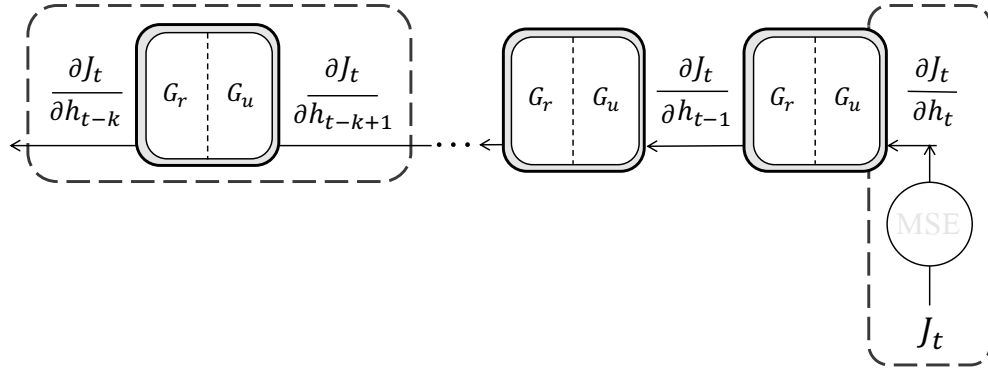 ∂J_t/∂h_{t−k}
G_r
G_u
∂J_t/∂h_{t−k+1}
...
G_r
G_u
∂J_t/∂h_{t−1}
G_r
G_u
∂J_t/∂h_t
MSE
J_t